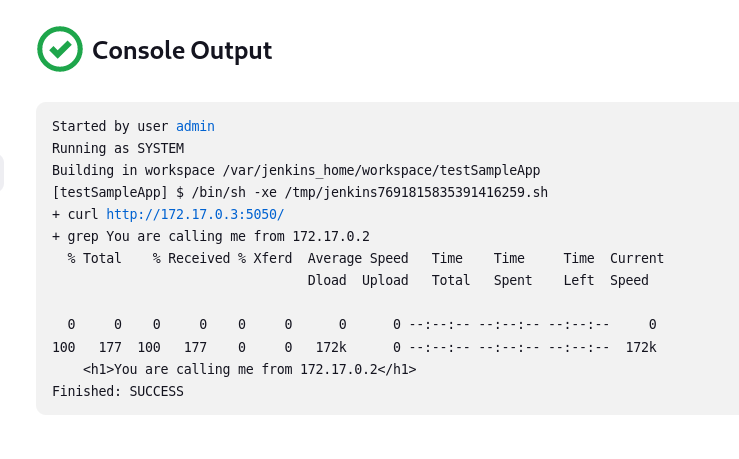 Console Output
Started by user admin
Running as SYSTEM
Building in workspace /var/jenkins_home/workspace/testSampleApp
[testSampleApp] $ /bin/sh -xe /tmp/jenkins7691815835391416259.sh
+ curl http://172.17.0.3:5050/
+ grep You are calling me from 172.17.0.2
  % Total    % Received % Xferd  Average Speed   Time    Time     Time  Current
                                 Dload  Upload   Total   Spent    Left  Speed
  0     0    0     0    0     0      0      0 --:--:-- --:--:-- --:--:--     0
100   177  100   177    0     0   172k      0 --:--:-- --:--:-- --:--:--  172k
    <h1>You are calling me from 172.17.0.2</h1>
Finished: SUCCESS